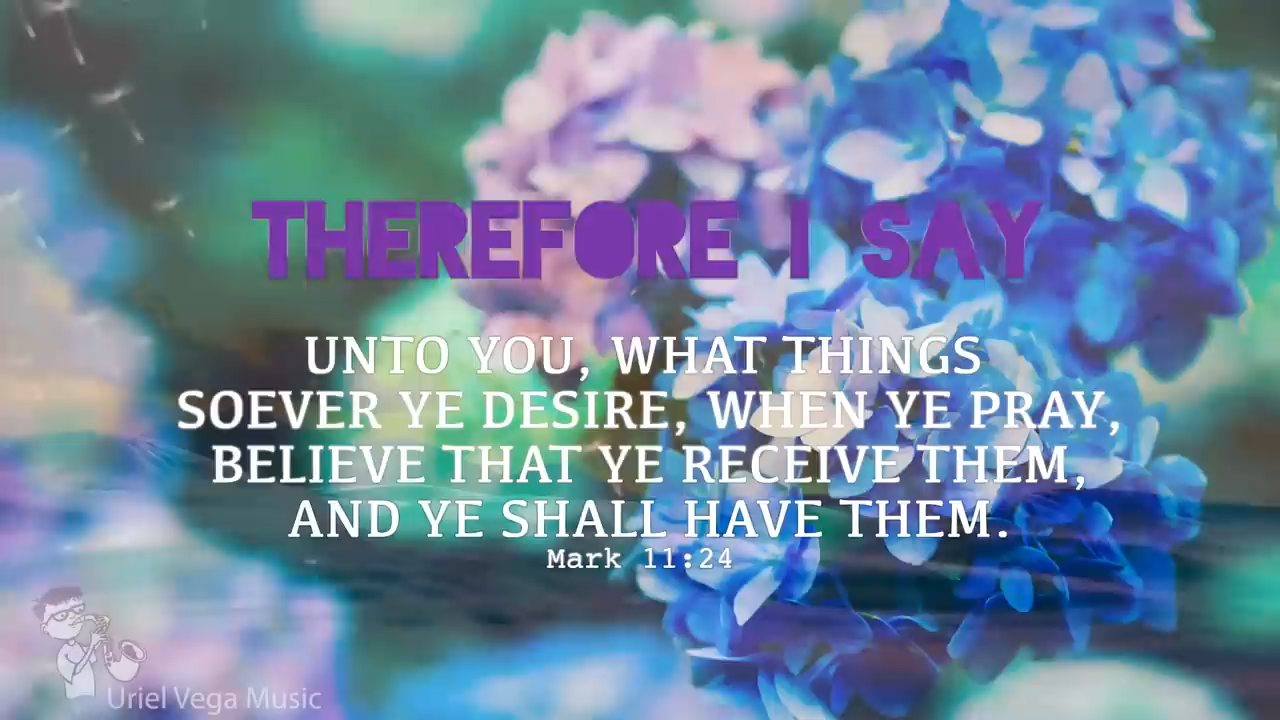 THEREFORE I SAY
UNTO YOU, WHAT THINGS
SOEVER YE DESIRE, WHEN YE PRAY,
BELIEVE THAT YE RECEIVE THEM,
AND YE SHALL HAVE THEM.
Mark 11:24
Uriel Vega Music